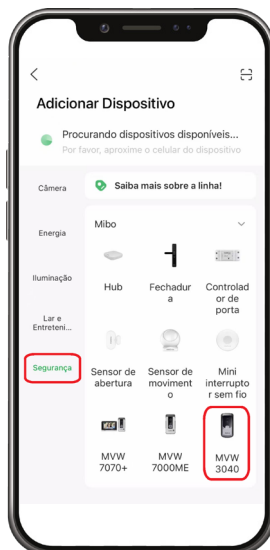 Adicionar Dispositivo
Procurando dispositivos disponíveis...
Por favor, aproxime o celular do dispositivo
Câmera
Energia
Iluminação
Lar e
Entreteni...
Segurança
Saiba mais sobre a linha!
Mibo
Hub
Fechadur
a
Controlad
or de
porta
Sensor de
abertura
Sensor de
moviment
o
Mini
interrupto
r sem fio
MVW
7070+
MVW
7000ME
MVW
3040